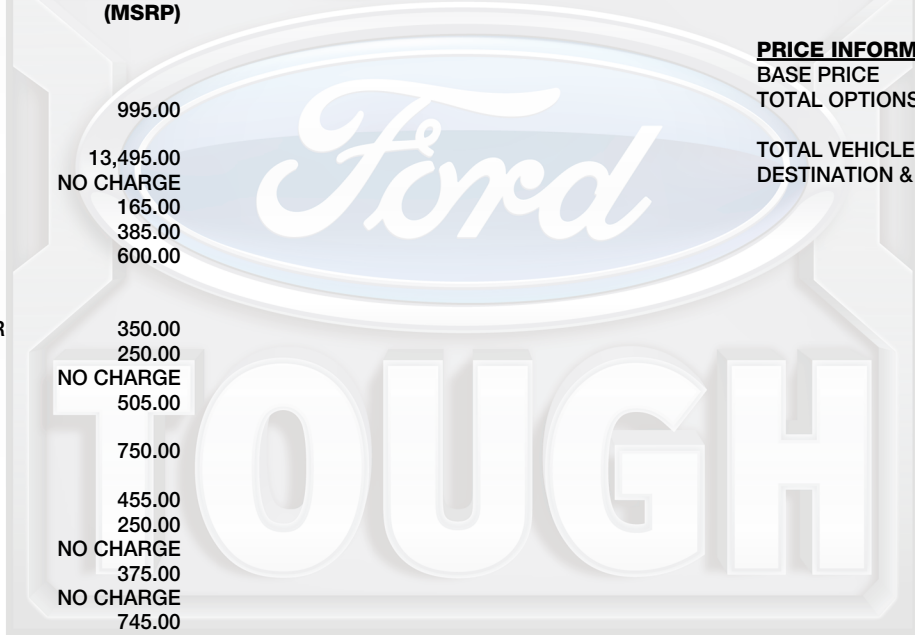 (MSRP)
995.00
13,495.00
NO CHARGE
165.00
385.00
600.00
R
350.00
250.00
NO CHARGE
505.00
750.00
455.00
250.00
NO CHARGE
375.00
NO CHARGE
745.00
PRICE INFORM
BASE PRICE
TOTAL OPTIONS
TOTAL VEHICLE
DESTINATION &
Ford
TOUGH